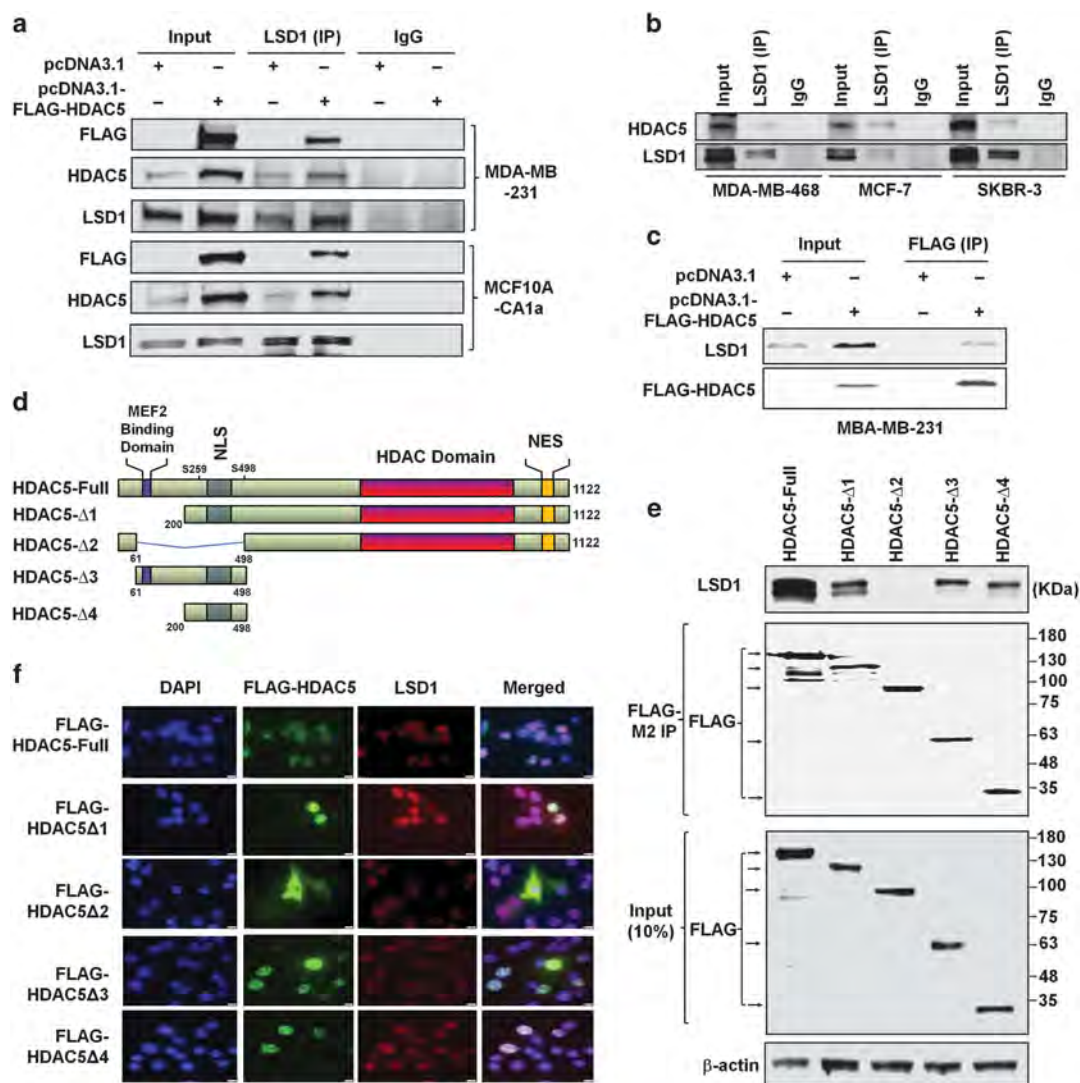 a
Input LSD1 (IP) IgG
pcDNA3.1 + – + – + –
pcDNA3.1-
FLAG-HDAC5 – + – + – +
FLAG
HDAC5
LSD1
MDA-MB
-231
FLAG
HDAC5
LSD1
MCF10A
-CA1a
b
Input LSD1 (IP) IgG Input LSD1 (IP) IgG Input LSD1 (IP) IgG
HDAC5
LSD1
MDA-MB-468 MCF-7 SKBR-3
c
Input FLAG (IP)
pcDNA3.1 + – + –
pcDNA3.1-
FLAG-HDAC5 – + – +
LSD1
FLAG-HDAC5
MBA-MB-231
d
MEF2
Binding
Domain
NLS
S259 S498
HDAC Domain
NES
HDAC5-Full 1122
HDAC5-Δ1 200 1122
HDAC5-Δ2 61 498 1122
HDAC5-Δ3 61 498
HDAC5-Δ4 200 498
e
HDAC5-Full HDAC5-Δ1 HDAC5-Δ2 HDAC5-Δ3 HDAC5-Δ4
LSD1 (KDa)
FLAG-
M2 IP
FLAG
180
130
100
75
63
48
35
Input
(10%)
FLAG
180
130
100
75
63
48
35
β-actin
f
DAPI FLAG-HDAC5 LSD1 Merged
FLAG-
HDAC5-Full
FLAG-
HDAC5Δ1
FLAG-
HDAC5Δ2
FLAG-
HDAC5Δ3
FLAG-
HDAC5Δ4